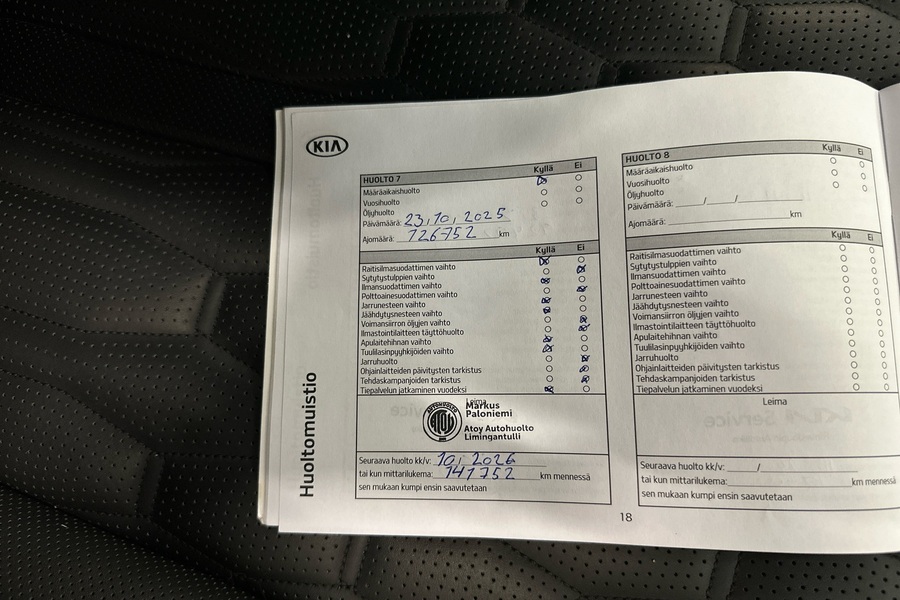 KIA
HUOLTO 7
Kyllä Ei
Määräaikaishuolto
Vuosihuolto
Öljyhuolto
Päivämäärä: 23,10, 2025
Ajomäärä: 126752 km
Kyllä Ei
Raitisilmasuodattimen vaihto
Sytytystulppien vaihto
Ilmansuodattimen vaihto
Polttoainesuodattimen vaihto
Jarrunesteen vaihto
Jäähdytysnesteen vaihto
Voimansiirron öljyjen vaihto
Ilmastointilaitteen täyttöhuolto
Apulaitehihnan vaihto
Tuulilasinpyyhkijöiden vaihto
Jarruhuolto
Ohjainlaitteiden päivitysten tarkistus
Tehdaskampanjoiden tarkistus
Tiepalvelun jatkaminen vuodeksi
Leima
AUTOHUOLTO
ATOY
Markus
Paloniemi
Atoy Autohuolto
Limingantulli
Seuraava huolto kk/v: 10, 2026
tai kun mittarilukema: 141752 km mennessä
sen mukaan kumpi ensin saavutetaan
Huoltomuistio
HUOLTO 8
Kyllä Ei
Määräaikaishuolto
Vuosihuolto
Öljyhuolto
Päivämäärä: / /
Ajomäärä: km
Kyllä Ei
Raitisilmasuodattimen vaihto
Sytytystulppien vaihto
Ilmansuodattimen vaihto
Polttoainesuodattimen vaihto
Jarrunesteen vaihto
Jäähdytysnesteen vaihto
Voimansiirron öljyjen vaihto
Ilmastointilaitteen täyttöhuolto
Apulaitehihnan vaihto
Tuulilasinpyyhkijöiden vaihto
Jarruhuolto
Ohjainlaitteiden päivitysten tarkistus
Tehdaskampanjoiden tarkistus
Tiepalvelun jatkaminen vuodeksi
Leima
Seuraava huolto kk/v: /
tai kun mittarilukema: km mennessä
sen mukaan kumpi ensin saavutetaan
18